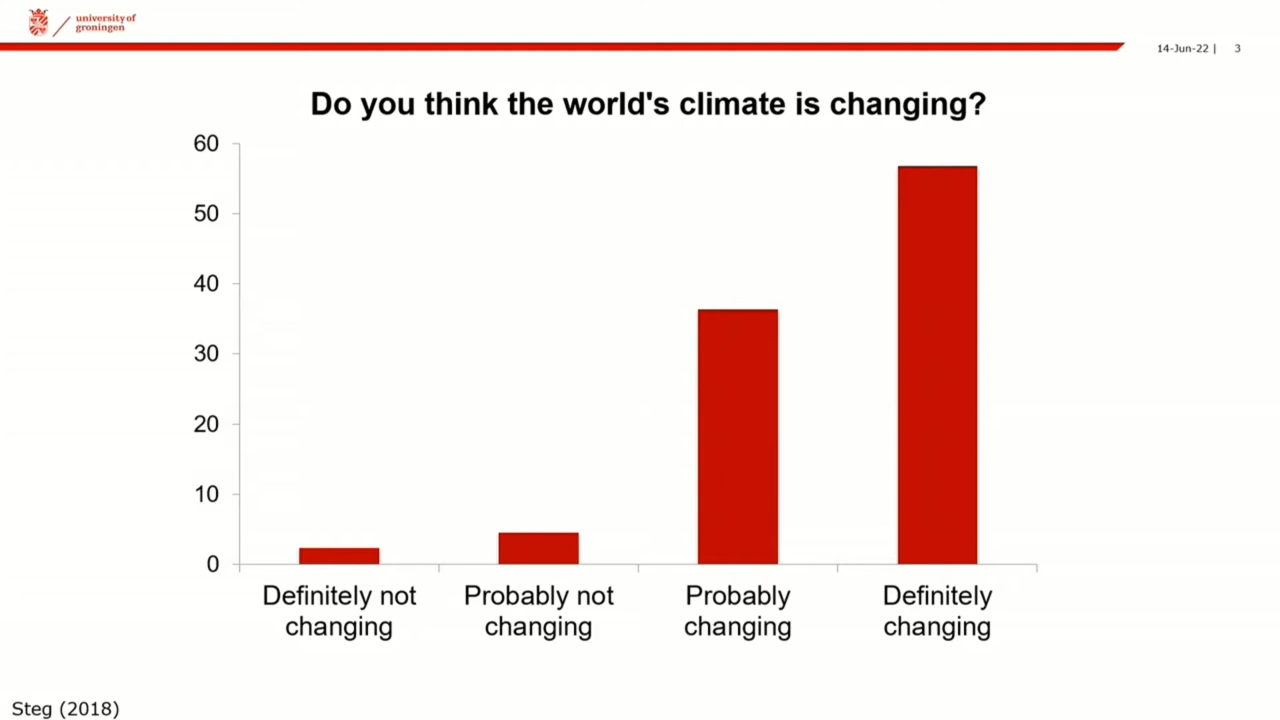 university of
groningen
14-Jun-22 | 3
Do you think the world's climate is changing?
60
50
40
30
20
10
0
Definitely not
changing
Probably not
changing
Probably
changing
Definitely
changing
Steg (2018)